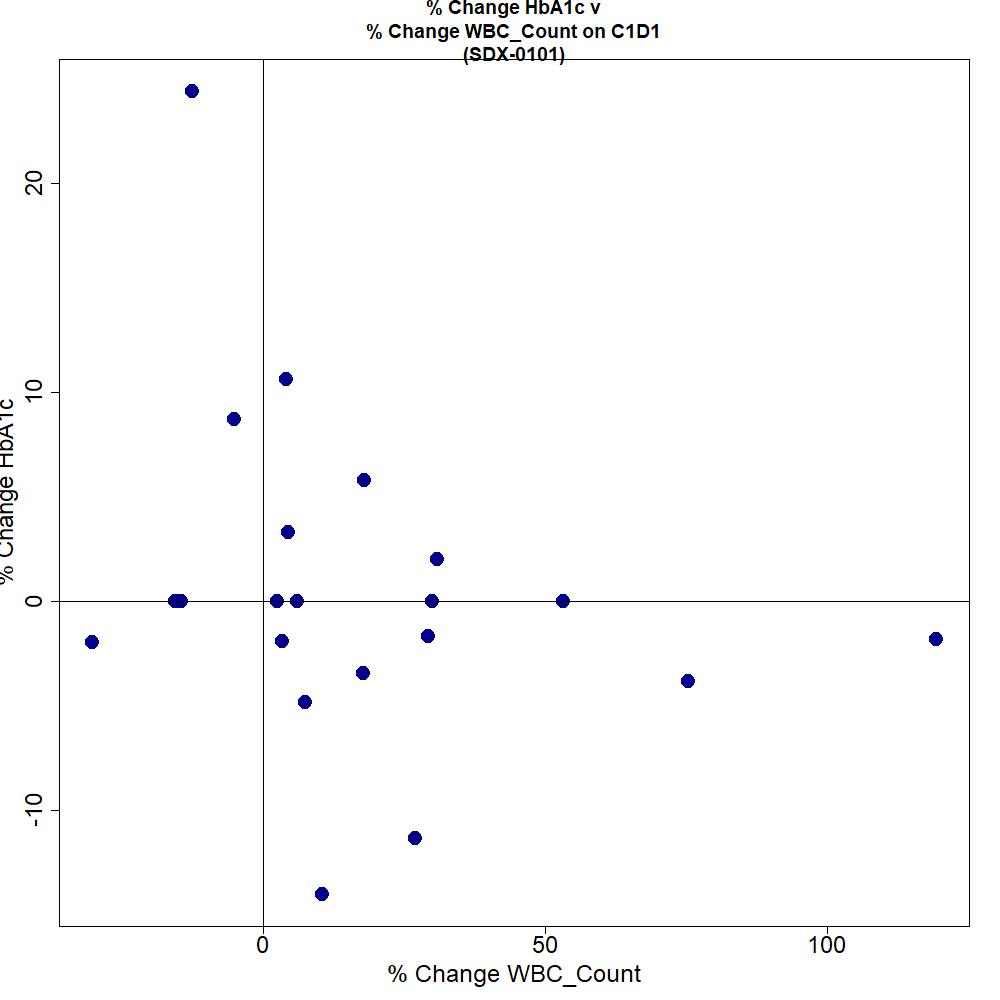 % Change HbA1c v
% Change WBC_Count on C1D1
(SDX-0101)
% Change HbA1c
20
10
0
-10
0
50
100
% Change WBC_Count